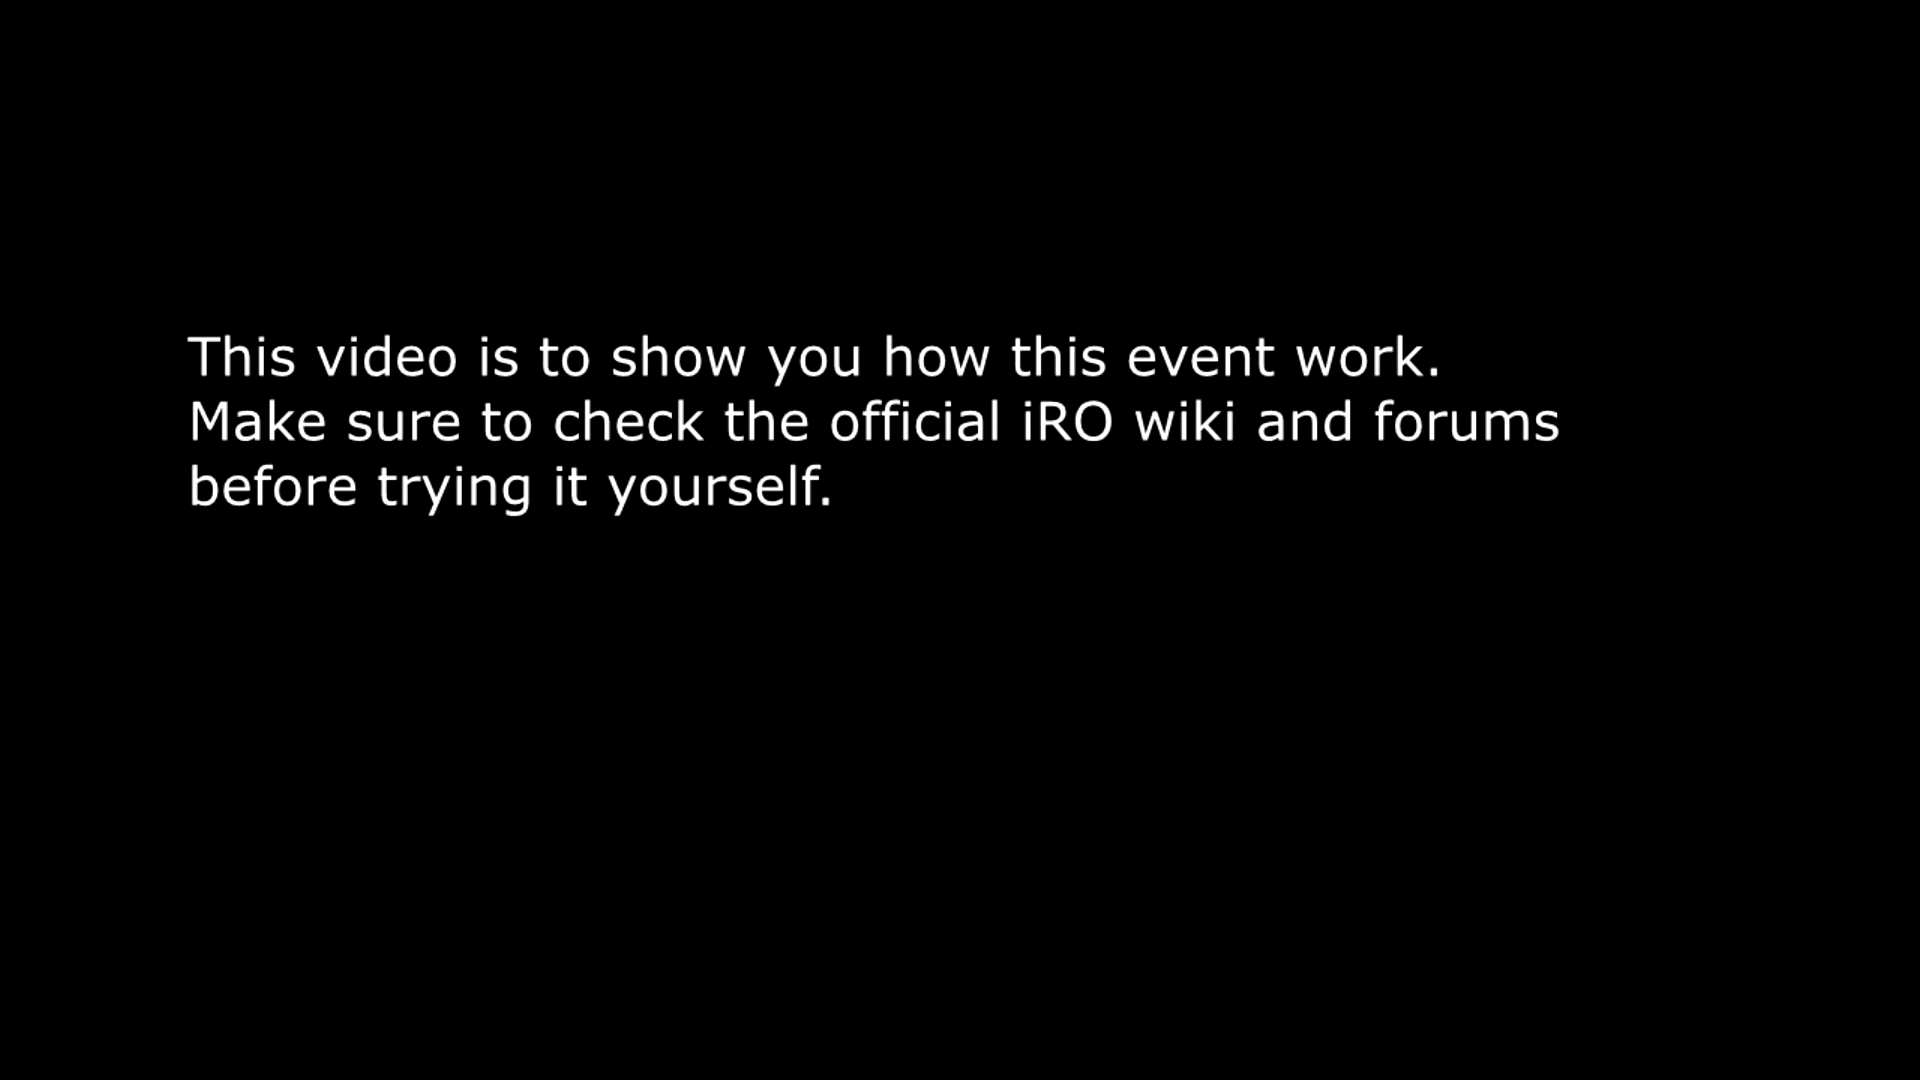 This video is to show you how this event work.
Make sure to check the official iRO wiki and forums
before trying it yourself.